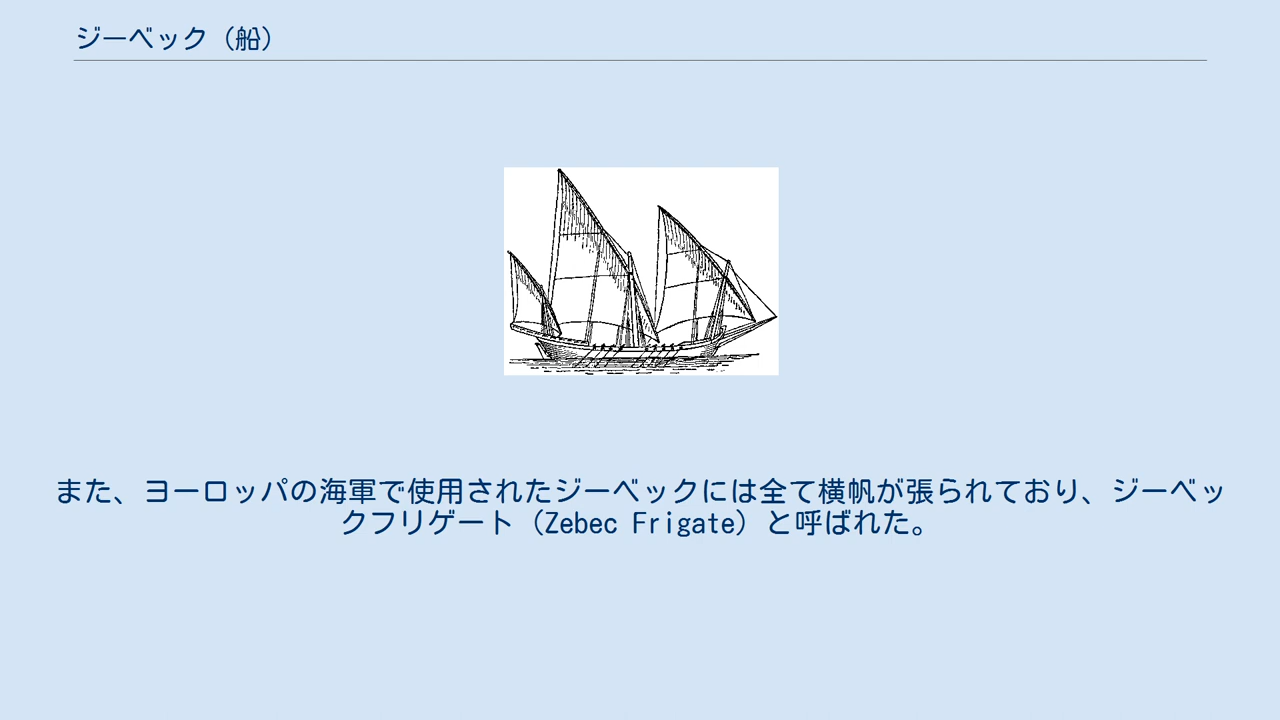 ジーベック（船）
また、ヨーロッパの海軍で使用されたジーベックには全て横帆が張られており、ジーベッ
クフリゲート（Zebec Frigate）と呼ばれた。